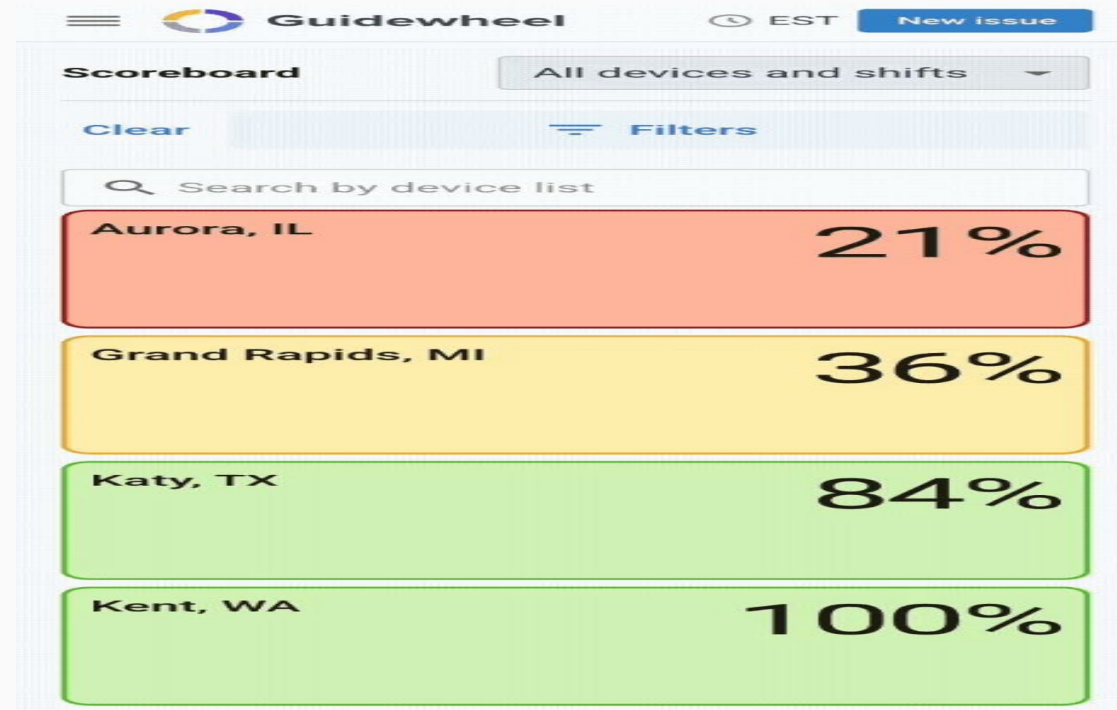 Guidewheel EST New issue
Scoreboard All devices and shifts
Clear Filters
Search by device list
Aurora, IL 21%
Grand Rapids, MI 36%
Katy, TX 84%
Kent, WA 100%